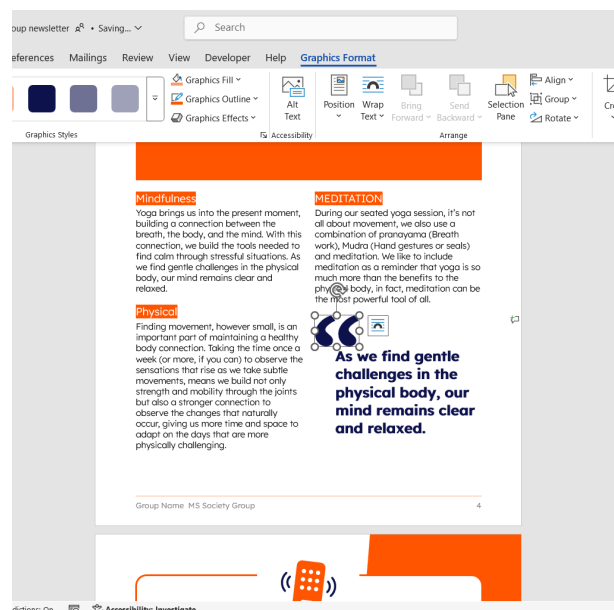 oup newsletter • Saving...
Search
eferences Mailings Review View Developer Help Graphics Format
Graphics Fill
Graphics Outline
Graphics Effects
Alt Text
Position
Wrap Text
Bring Forward
Send Backward
Selection Pane
Align
Group
Rotate
Cro
Graphics Styles
Accessibility
Arrange
Mindfulness
Yoga brings us into the present moment,
building a connection between the
breath, the body, and the mind. With this
connection, we build the tools needed to
find calm through stressful situations. As
we find gentle challenges in the physical
body, our mind remains clear and
relaxed.
Physical
Finding movement, however small, is an
important part of maintaining a healthy
body connection. Taking the time once a
week (or more, if you can) to observe the
sensations that rise as we take subtle
movements, means we build not only
strength and mobility through the joints
but also a stronger connection to
observe the changes that naturally
occur, giving us more time and space to
adapt on the days that are more
physically challenging.
MEDITATION
During our seated yoga session, it's not
all about movement, we also use a
combination of pranayama (Breath
work), Mudra (Hand gestures or seals)
and meditation. We like to include
meditation as a reminder that yoga is so
much more than the benefits to the
physical body, in fact, meditation can be
the most powerful tool of all.
“
As we find gentle
challenges in the
physical body, our
mind remains clear
and relaxed.
Group Name MS Society Group
4
dictions: On
Accessibility: Investigate